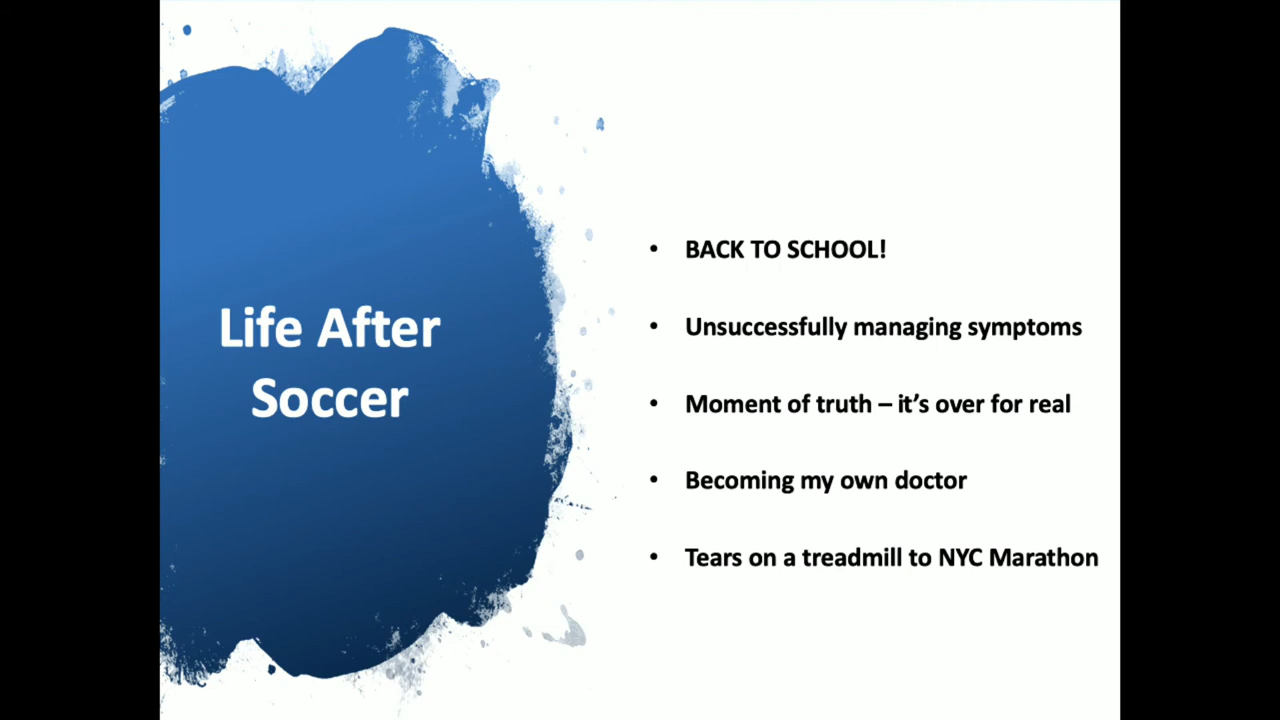 Life After
Soccer
• BACK TO SCHOOL!
• Unsuccessfully managing symptoms
• Moment of truth – it’s over for real
• Becoming my own doctor
• Tears on a treadmill to NYC Marathon